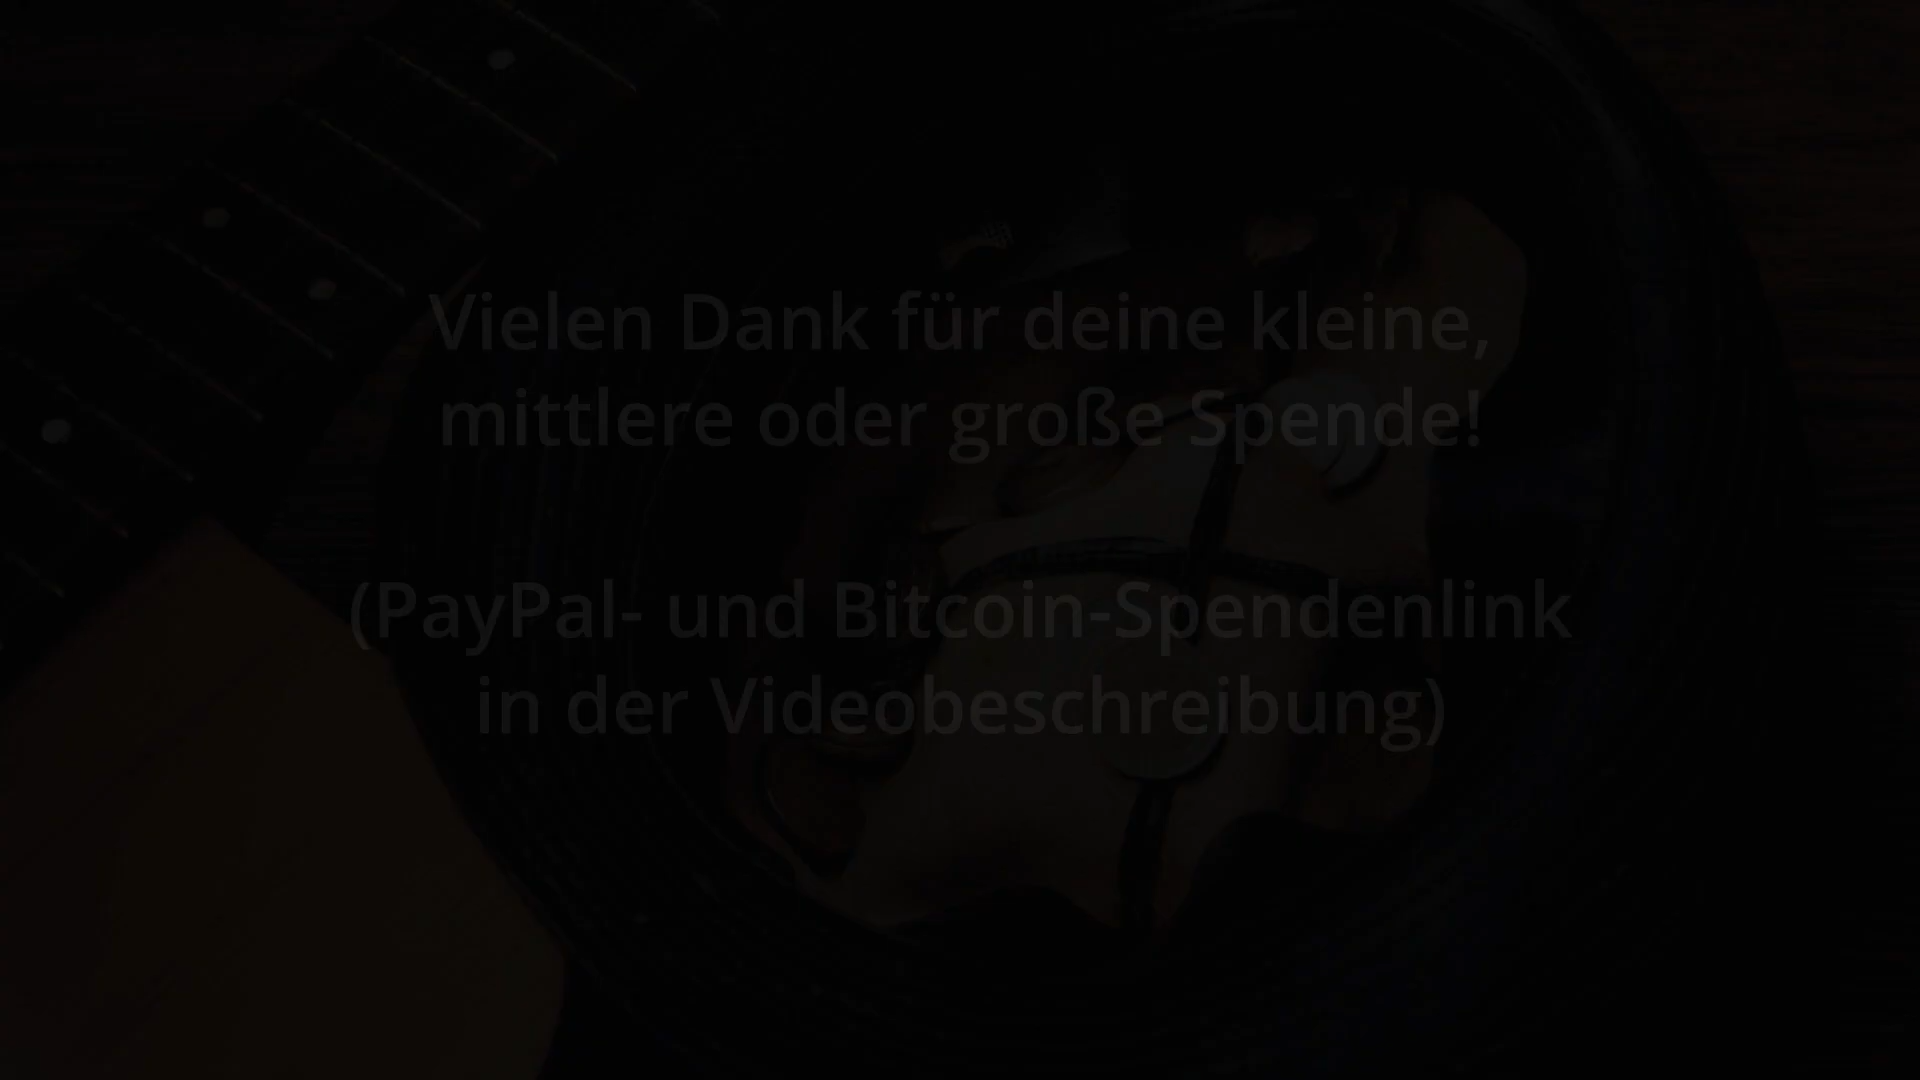 Vielen Dank für deine kleine,
mittlere oder große Spende!
(PayPal- und Bitcoin-Spendenlink
in der Videobeschreibung)